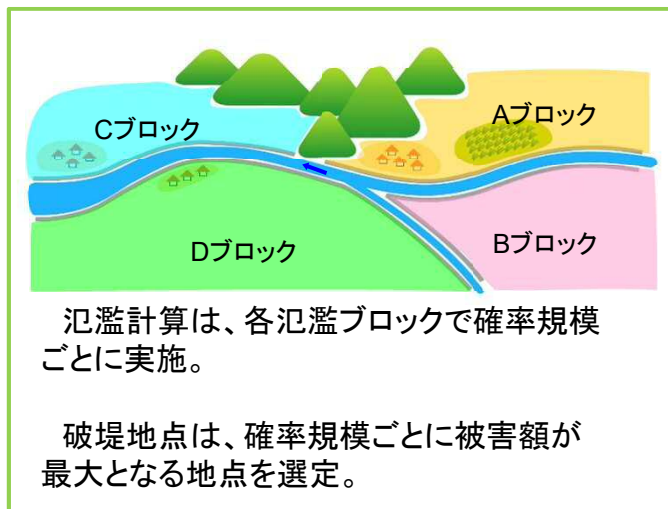 Cブロック
Aブロック
Dブロック
Bブロック
氾濫計算は、各氾濫ブロックで確率規模
ごとに実施。
破堤地点は、確率規模ごとに被害額が
最大となる地点を選定。